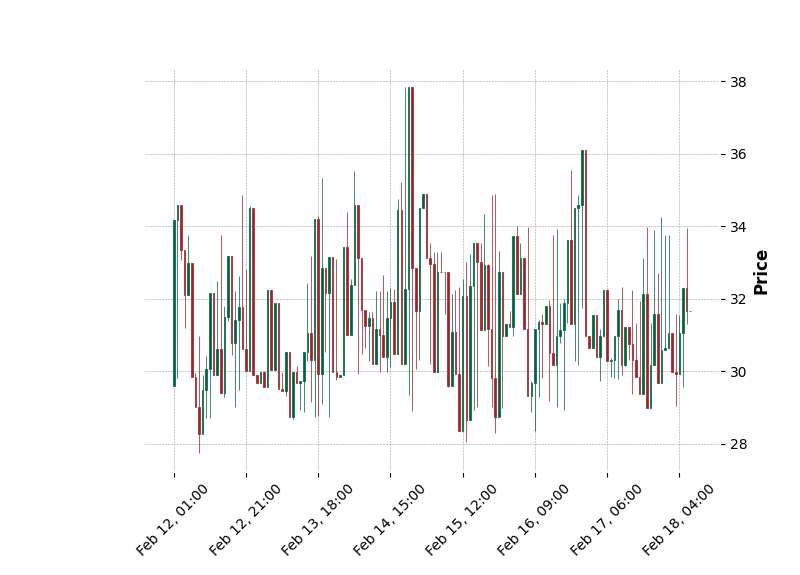 38
36
34
32
30
28
Price
Feb 12, 01:00
Feb 12, 21:00
Feb 13, 18:00
Feb 14, 15:00
Feb 15, 12:00
Feb 16, 09:00
Feb 17, 06:00
Feb 18, 04:00